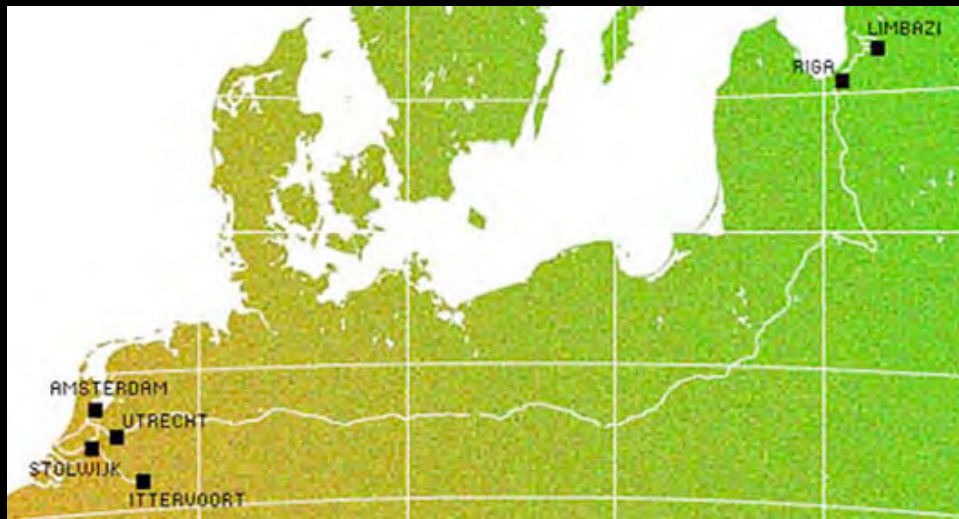 LIMBAZI
RIGA
AMSTERDAM
UTRECHT
STOLWIJK
ITTERVOORT